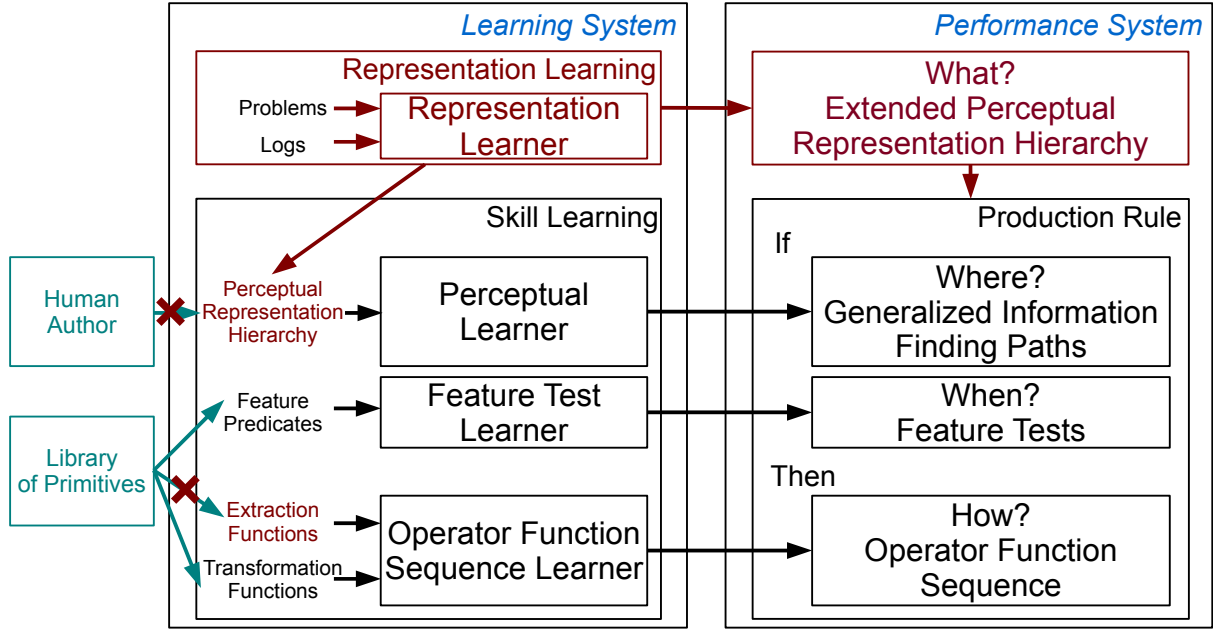 Learning System
Performance System
Representation Learning
Problems
Logs
Representation
Learner
What?
Extended Perceptual
Representation Hierarchy
Skill Learning
Production Rule
If
Human
Author
Perceptual
Representation
Hierarchy
Perceptual
Learner
Where?
Generalized Information
Finding Paths
Feature
Predicates
Feature Test
Learner
When?
Feature Tests
Library
of Primitives
Then
Extraction
Functions
Transformation
Functions
Operator Function
Sequence Learner
How?
Operator Function
Sequence